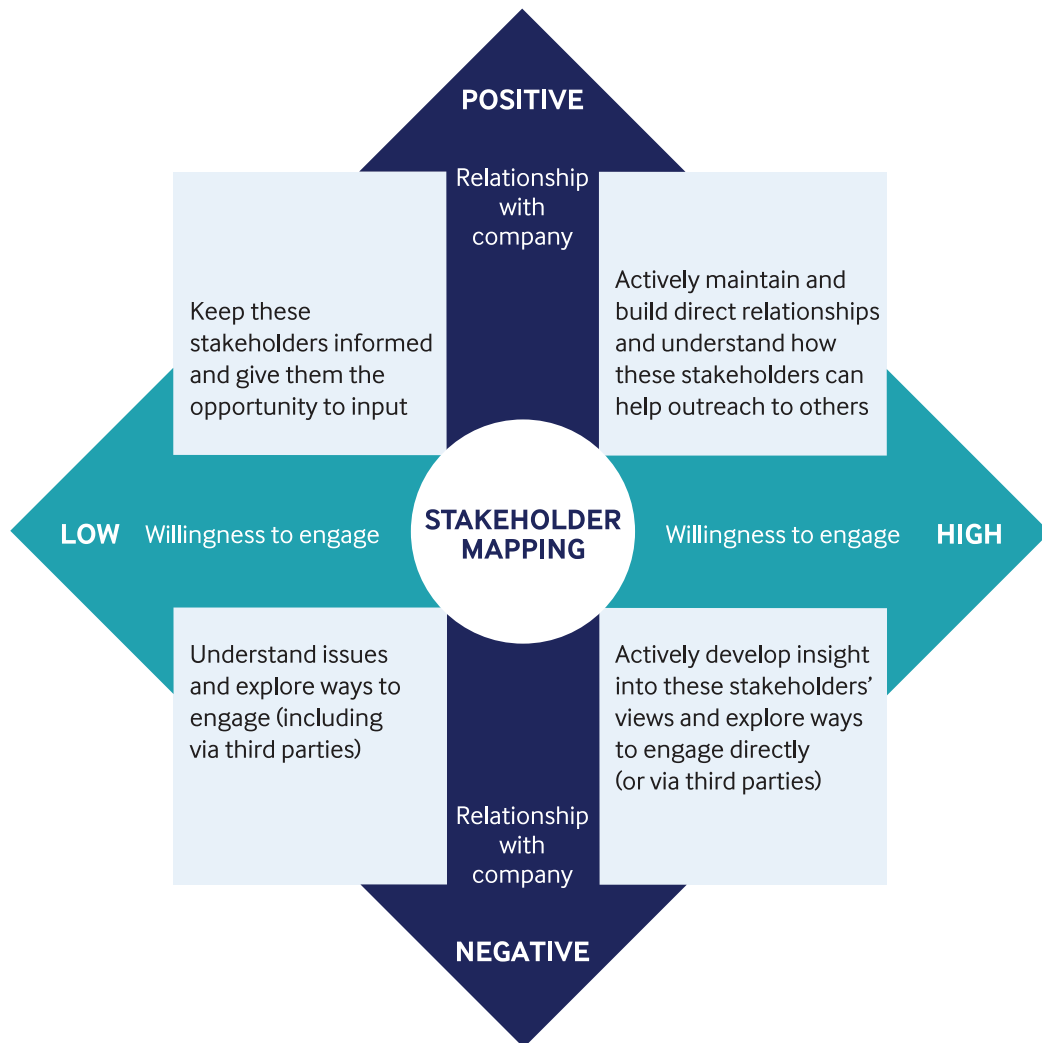 POSITIVE
Relationship
with
company
Keep these
stakeholders informed
and give them the
opportunity to input
Actively maintain and
build direct relationships
and understand how
these stakeholders can
help outreach to others
LOW
Willingness to engage
STAKEHOLDER
MAPPING
Willingness to engage
HIGH
Understand issues
and explore ways to
engage (including
via third parties)
Actively develop insight
into these stakeholders’
views and explore ways
to engage directly
(or via third parties)
Relationship
with
company
NEGATIVE